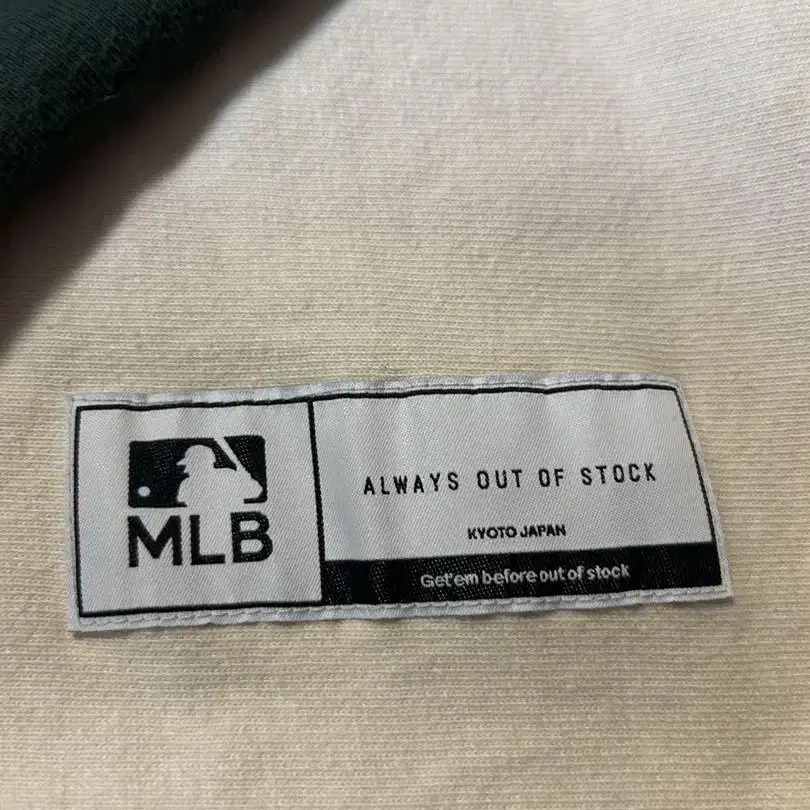 MLB
ALWAYS OUT OF STOCK
KYOTO JAPAN
Get'em before out of stock